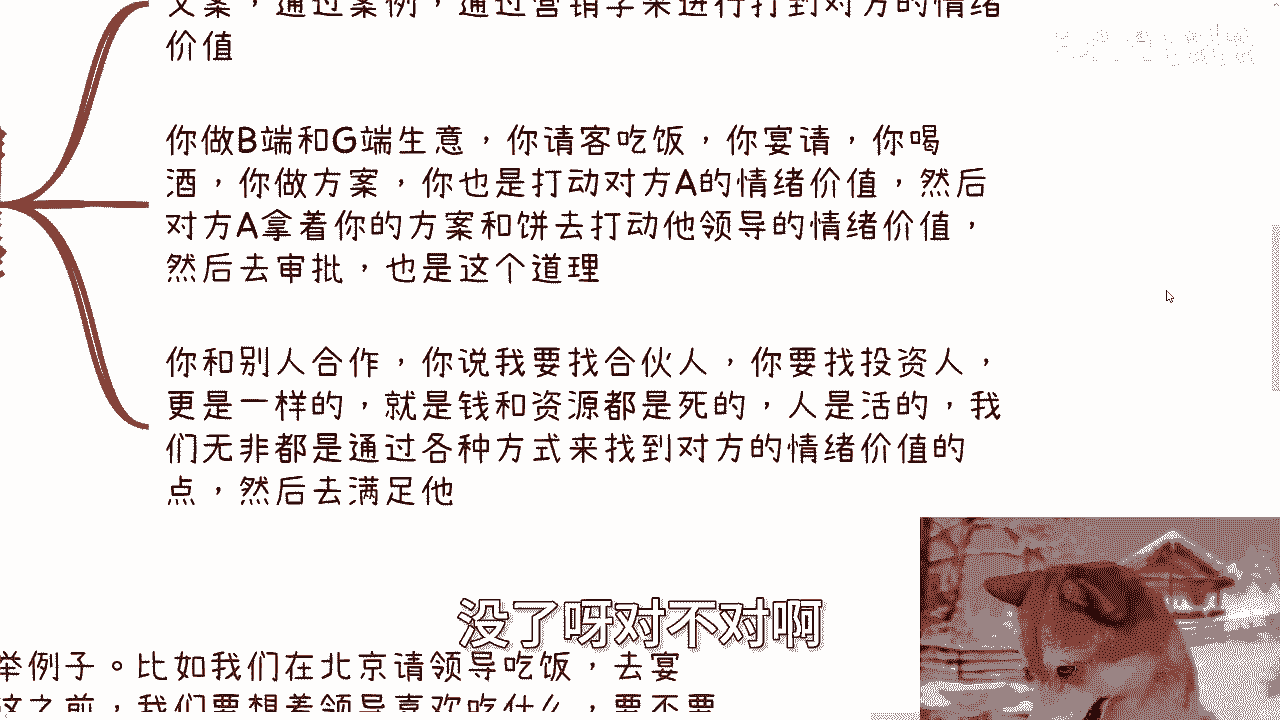 文案，通过案例，通过营销学来进行打到对方的情绪
价值
你做B端和G端生意，你请客吃饭，你宴请，你喝
酒，你做方案，你也是打动对方A的情绪价值，然后
对方A拿着你的方案和饼去打动他领导的情绪价值，
然后去审批，也是这个道理
你和别人合作，你说我要找合伙人，你要找投资人，
更是一样的，就是钱和资源都是死的，人是活的，我
们无非都是通过各种方式来找到对方的情绪价值的
点，然后去满足他
没了呀对不对啊
举例子。比如我们在北京请领导吃饭，去宴
这之前，我们要想着领导喜欢吃什么，要不要